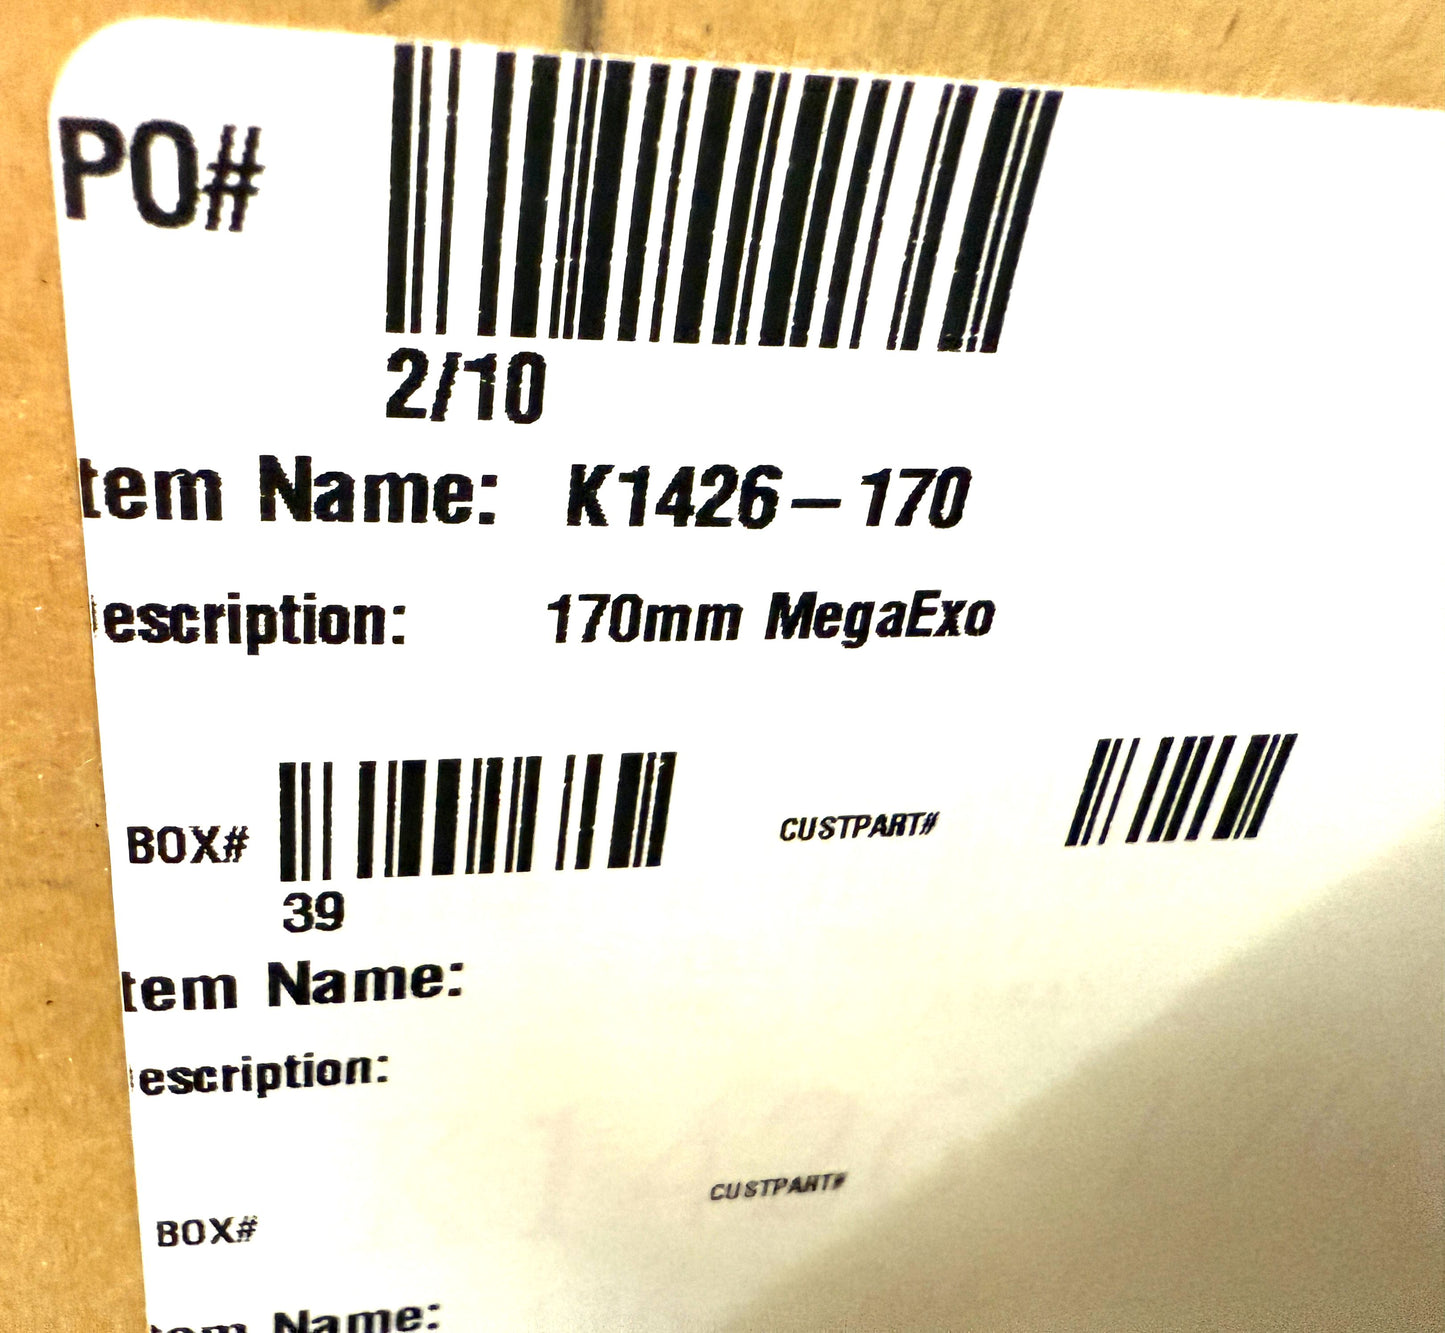 PO#
2/10
tem Name: K1426-170
escription: 170mm MegaExo
BOX# CUSTPART#
39
tem Name:
escription:
CUSTPART#
BOX#
tem Name: